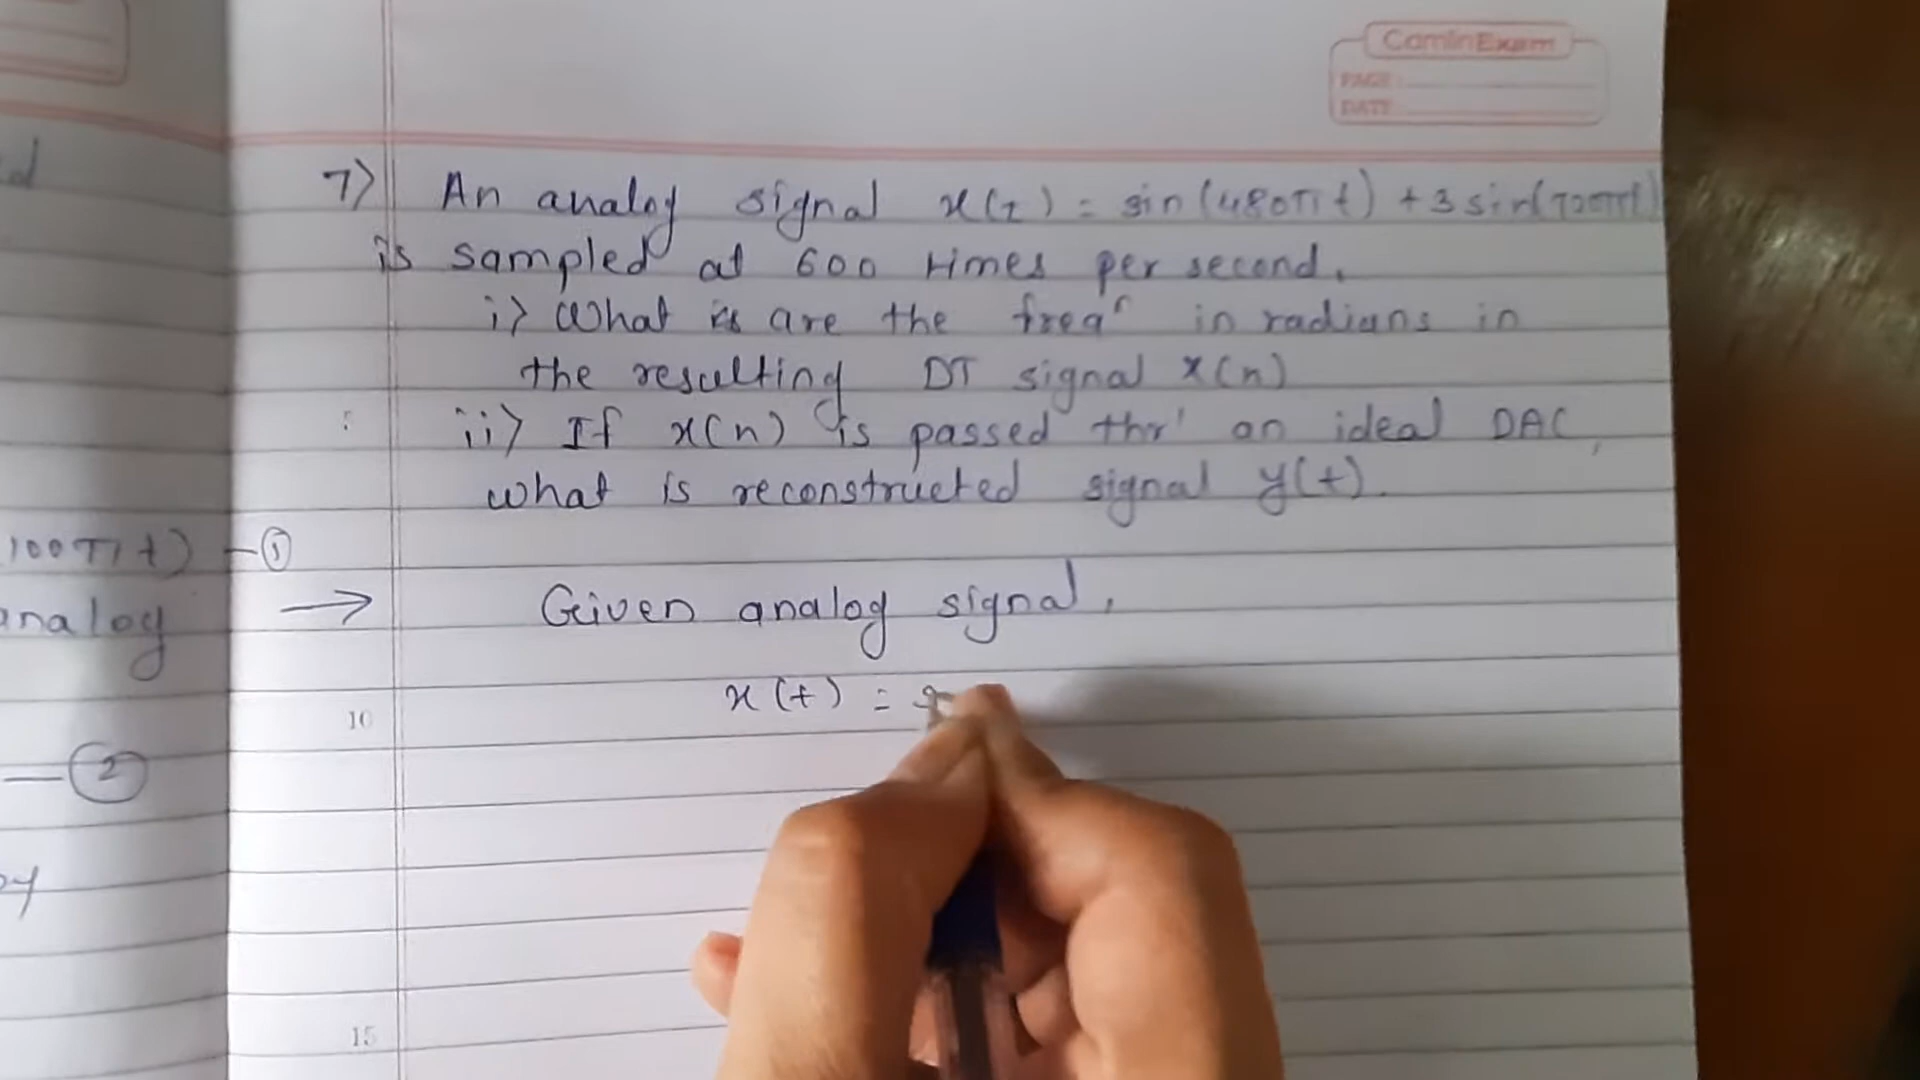 CamlinExam
PAGE :
DATE :
7) An analog signal x(t) = sin(480πt) + 3 sin(720πt)
is sampled at 600 times per second.
i) What is are the freqⁿ in radians in
the resulting DT signal x(n)
ii) If x(n) is passed thr' an ideal DAC,
what is reconstructed signal y(t).
100πt) - ①
analog
→ Given analog signal,
x(t) =
10
- ②
15